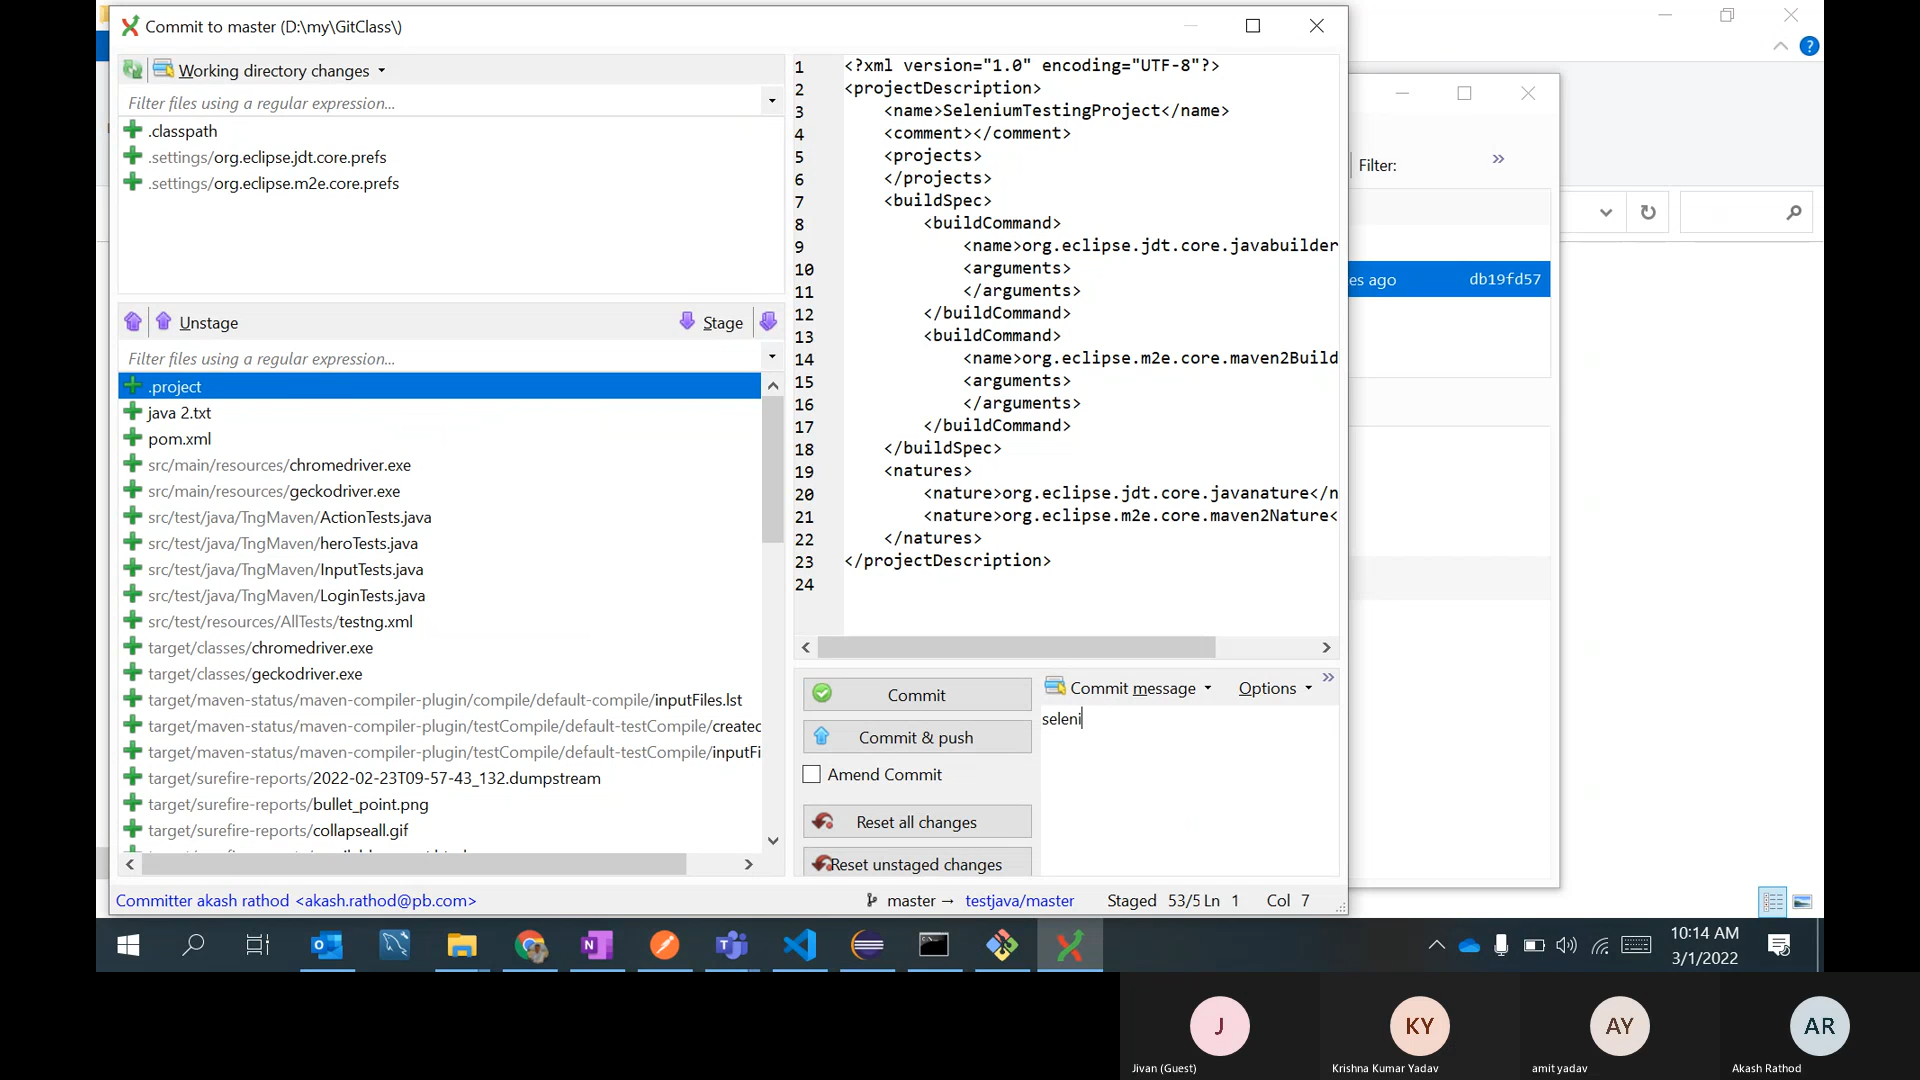 Commit to master (D:\my\GitClass\)
Working directory changes
Filter files using a regular expression...
.classpath
.settings/org.eclipse.jdt.core.prefs
.settings/org.eclipse.m2e.core.prefs
Unstage
Stage
Filter files using a regular expression...
.project
java 2.txt
pom.xml
src/main/resources/chromedriver.exe
src/main/resources/geckodriver.exe
src/test/java/TngMaven/ActionTests.java
src/test/java/TngMaven/heroTests.java
src/test/java/TngMaven/InputTests.java
src/test/java/TngMaven/LoginTests.java
src/test/resources/AllTests/testng.xml
target/classes/chromedriver.exe
target/classes/geckodriver.exe
target/maven-status/maven-compiler-plugin/compile/default-compile/inputFiles.lst
target/maven-status/maven-compiler-plugin/testCompile/default-testCompile/createc
target/maven-status/maven-compiler-plugin/testCompile/default-testCompile/inputFi
target/surefire-reports/2022-02-23T09-57-43_132.dumpstream
target/surefire-reports/bullet_point.png
target/surefire-reports/collapseall.gif
1 <?xml version="1.0" encoding="UTF-8"?>
2 <projectDescription>
3 <name>SeleniumTestingProject</name>
4 <comment></comment>
5 <projects>
6 </projects>
7 <buildSpec>
8 <buildCommand>
9 <name>org.eclipse.jdt.core.javabuilder
10 <arguments>
11 </arguments>
12 </buildCommand>
13 <buildCommand>
14 <name>org.eclipse.m2e.core.maven2Build
15 <arguments>
16 </arguments>
17 </buildCommand>
18 </buildSpec>
19 <natures>
20 <nature>org.eclipse.jdt.core.javanature</n
21 <nature>org.eclipse.m2e.core.maven2Nature<
22 </natures>
23 </projectDescription>
24
Commit
Commit & push
Amend Commit
Reset all changes
Reset unstaged changes
Commit message
Options
seleni
Committer akash rathod <akash.rathod@pb.com>
master → testjava/master
Staged 53/5 Ln 1 Col 7
Filter:
es ago db19fd57
10:14 AM
3/1/2022
J
Jivan (Guest)
KY
Krishna Kumar Yadav
AY
amit yadav
AR
Akash Rathod